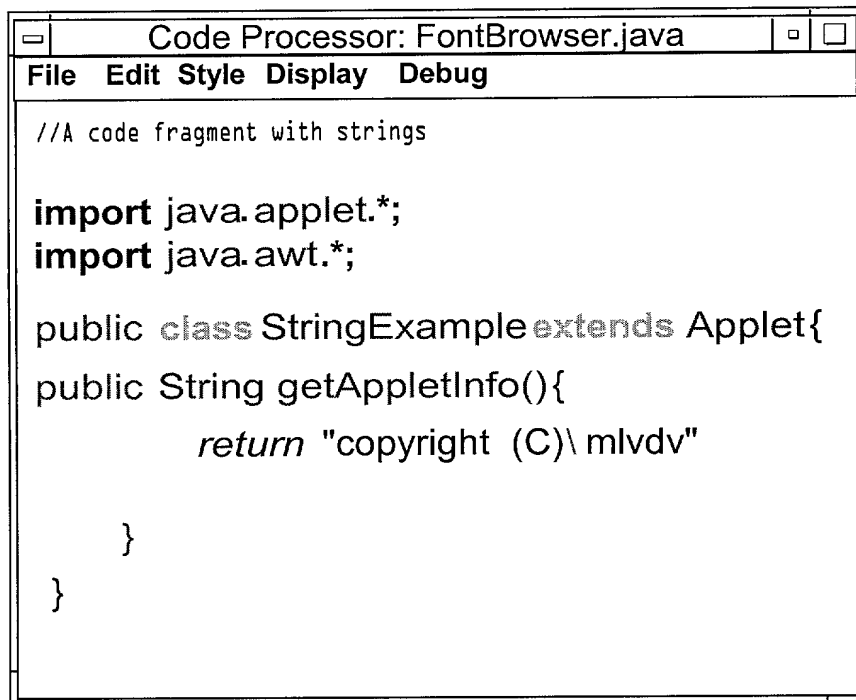 Code Processor: FontBrowser.java
File Edit Style Display Debug
//A code fragment with strings
import java.applet.*;
import java.awt.*;
public class StringExample extends Applet{
public String getAppletInfo(){
return "copyright (C)\ mlvdv"
}
}